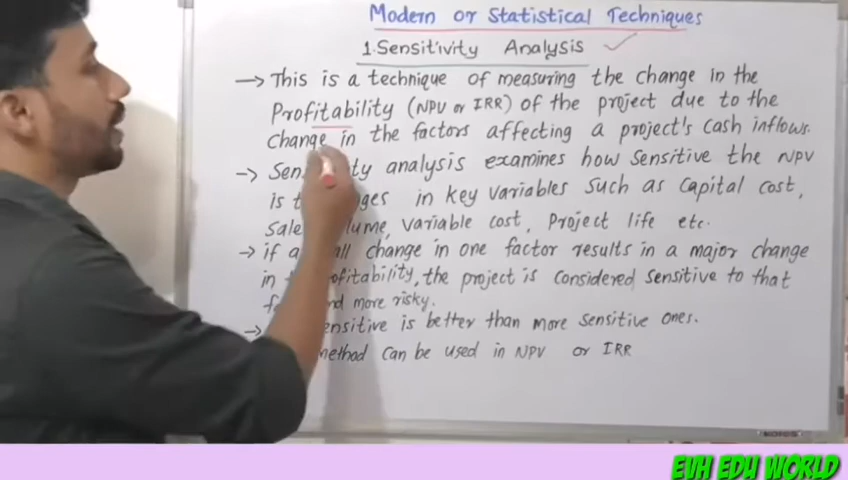 Modern or Statistical Techniques
1. Sensitivity Analysis
→ This is a technique of measuring the change in the
Profitability (NPV or IRR) of the project due to the
change in the factors affecting a project's cash inflows.
→ Sen ty analysis examines how sensitive the NPV
is t ges in key variables such as capital cost,
Sale lume, variable cost, Project life etc.
→ if a all change in one factor results in a major change
in t ofitability, the project is considered sensitive to that
f nd more risky.
→ ensitive is better than more sensitive ones.
method can be used in NPV or IRR
EVH EDU WORLD